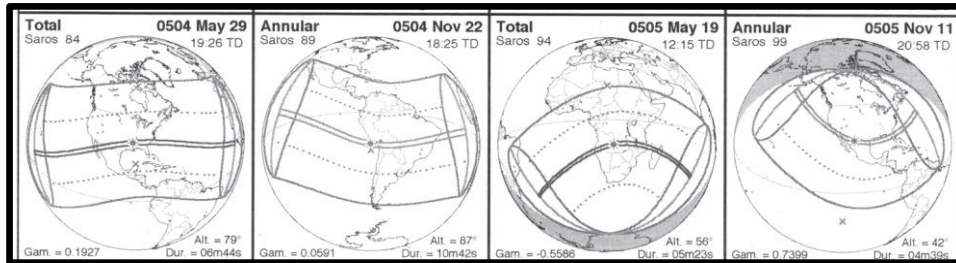 Total 0504 May 29
Saros 84 19:26 TD
Alt. = 79°
Gam. = 0.1927 Dur. = 06m44s
Annular 0504 Nov 22
Saros 89 18:25 TD
Alt. = 87°
Gam. = 0.0591 Dur. = 10m42s
Total 0505 May 19
Saros 94 12:15 TD
Alt. = 56°
Gam. = -0.5586 Dur. = 05m23s
Annular 0505 Nov 11
Saros 99 20:58 TD
Alt. = 42°
Gam. = 0.7399 Dur. = 04m39s